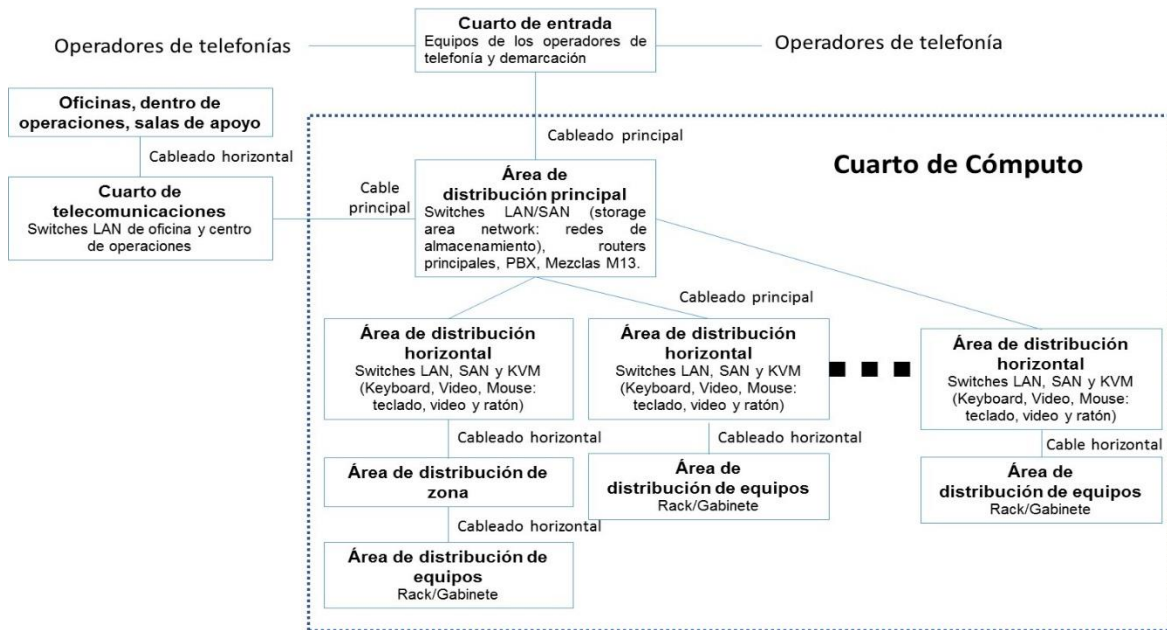 Cuarto de entrada
Equipos de los operadores de
telefonía y demarcación
Operadores de telefonías
Operadores de telefonía
Oficinas, dentro de
operaciones, salas de apoyo
Cableado horizontal
Cuarto de
telecomunicaciones
Switches LAN de oficina y centro
de operaciones
Cable
principal
Cableado principal
Cuarto de Cómputo
Área de
distribución principal
Switches LAN/SAN (storage
area network: redes de
almacenamiento), routers
principales, PBX, Mezclas M13.
Cableado principal
Área de distribución
horizontal
Switches LAN, SAN y KVM
(Keyboard, Video, Mouse:
teclado, video y ratón)
Área de distribución
horizontal
Switches LAN, SAN y KVM
(Keyboard, Video, Mouse:
teclado, video y ratón)
Área de distribución
horizontal
Switches LAN, SAN y KVM
(Keyboard, Video, Mouse:
teclado, video y ratón)
Cableado horizontal
Cableado horizontal
Cable horizontal
Área de distribución de
zona
Área de
distribución de equipos
Rack/Gabinete
Área de
distribución de equipos
Rack/Gabinete
Cableado horizontal
Área de distribución de
equipos
Rack/Gabinete